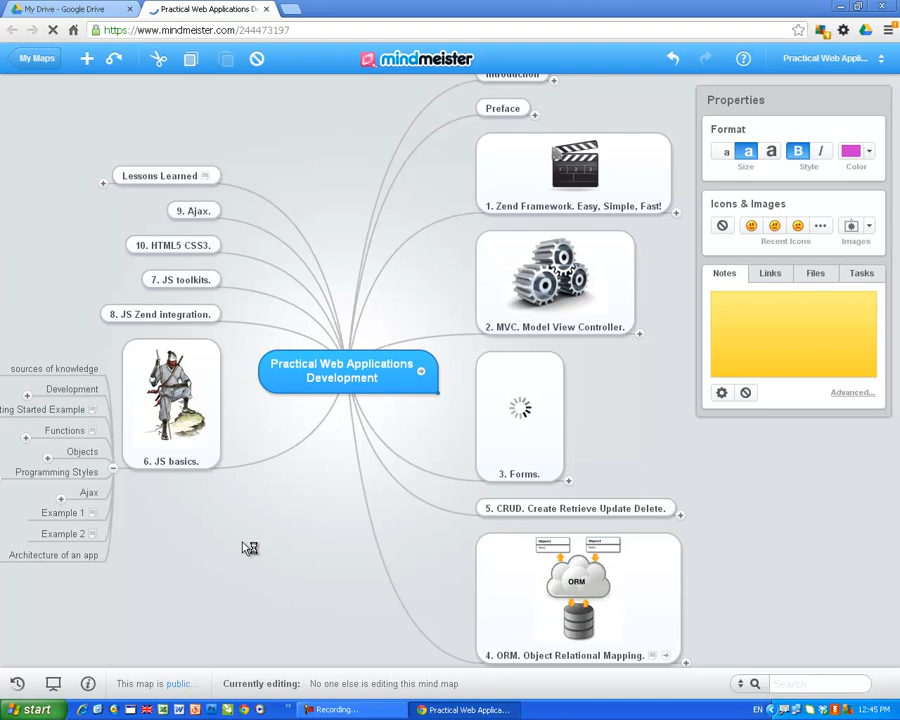 My Drive - Google Drive
Practical Web Applications D
https://www.mindmeister.com/244473197
My Maps
mindmeister
Practical Web Appli...
Introduction
Preface
1. Zend Framework. Easy, Simple, Fast!
2. MVC. Model View Controller.
3. Forms.
5. CRUD. Create Retrieve Update Delete.
Object1
Object2
ORM
4. ORM. Object Relational Mapping.
Practical Web Applications
Development
Lessons Learned
9. Ajax.
10. HTML5 CSS3.
7. JS toolkits.
8. JS Zend integration.
6. JS basics.
sources of knowledge
Development
ting Started Example
Functions
Objects
Programming Styles
Ajax
Example 1
Example 2
Architecture of an app
Properties
Format
a a a B I
Size Style Color
Icons & Images
Recent Icons Images
Notes Links Files Tasks
Advanced...
This map is public... Currently editing: No one else is editing this mind map
Search
start
Recording...
Practical Web Applica...
EN
12:45 PM